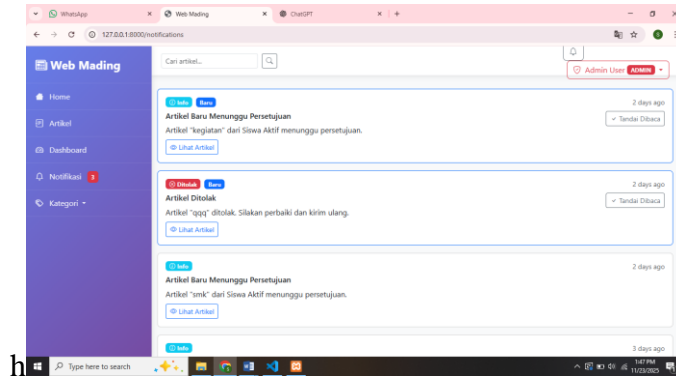 WhatsApp
Web Mading
ChatGPT
127.0.0.1:8000/notifications
Web Mading
Cari artikel...
Admin User ADMIN
Home
Artikel
Dashboard
Notifikasi 3
Kategori
Info Baru
2 days ago
Artikel Baru Menunggu Persetujuan
Tandai Dibaca
Artikel "kegiatan" dari Siswa Aktif menunggu persetujuan.
Lihat Artikel
Ditolak Baru
2 days ago
Artikel Ditolak
Tandai Dibaca
Artikel "qqq" ditolak. Silakan perbaiki dan kirim ulang.
Lihat Artikel
Info
2 days ago
Artikel Baru Menunggu Persetujuan
Artikel "smk" dari Siswa Aktif menunggu persetujuan.
Lihat Artikel
Info
3 days ago
h
Type here to search
1:47 PM
11/23/2025